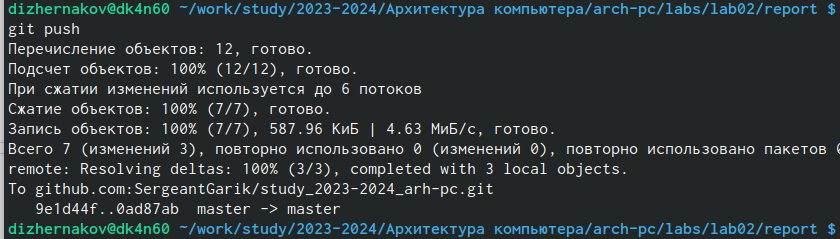 dizhernakov@dk4n60 ~/work/study/2023-2024/Архитектура компьютера/arch-pc/labs/lab02/report $
git push
Перечисление объектов: 12, готово.
Подсчет объектов: 100% (12/12), готово.
При сжатии изменений используется до 6 потоков
Сжатие объектов: 100% (7/7), готово.
Запись объектов: 100% (7/7), 587.96 КиБ | 4.63 МиБ/с, готово.
Всего 7 (изменений 3), повторно использовано 0 (изменений 0), повторно использовано пакетов
remote: Resolving deltas: 100% (3/3), completed with 3 local objects.
To github.com:SergeantGarik/study_2023-2024_arh-pc.git
   9e1d44f..0ad87ab  master -> master
dizhernakov@dk4n60 ~/work/study/2023-2024/Архитектура компьютера/arch-pc/labs/lab02/report $